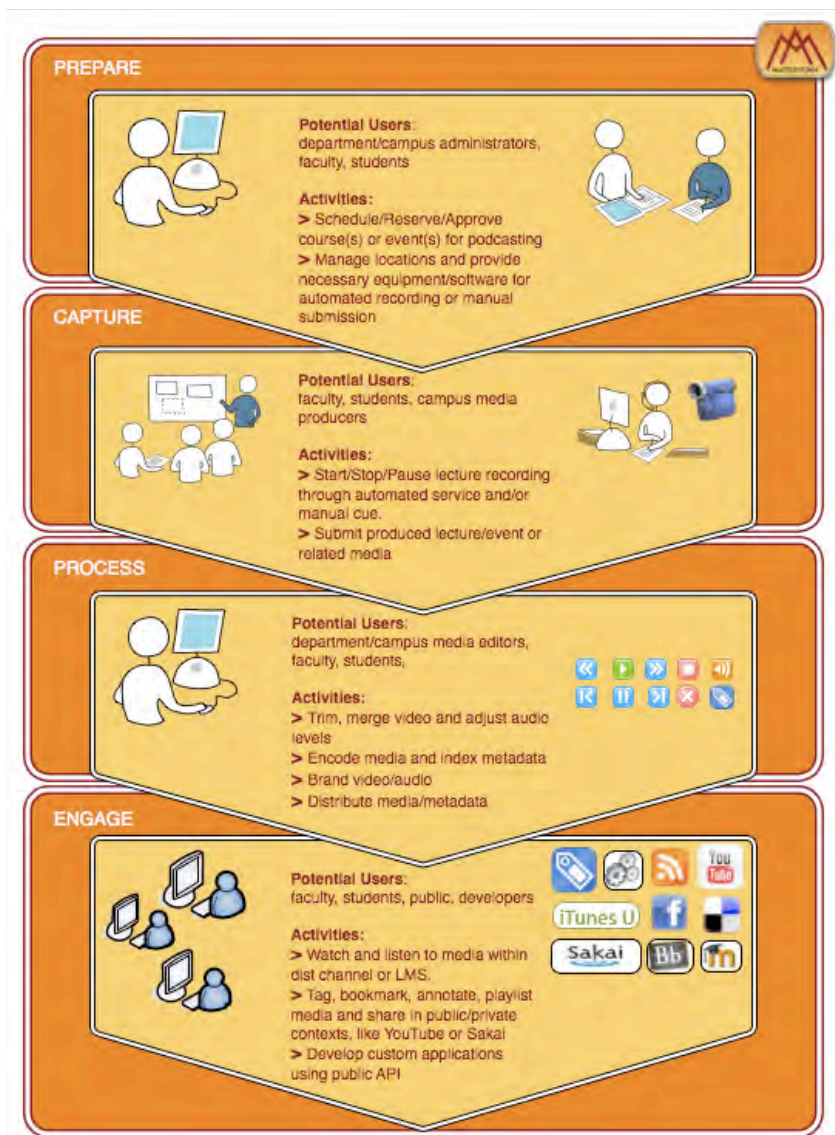 PREPARE
Potential Users:
department/campus administrators,
faculty, students
Activities:
> Schedule/Reserve/Approve
course(s) or event(s) for podcasting
> Manage locations and provide
necessary equipment/software for
automated recording or manual
submission
CAPTURE
Potential Users:
faculty, students, campus media
producers
Activities:
> Start/Stop/Pause lecture recording
through automated service and/or
manual cue.
> Submit produced lecture/event or
related media
PROCESS
Potential Users:
department/campus media editors,
faculty, students,
Activities:
> Trim, merge video and adjust audio
levels
> Encode media and index metadata
> Brand video/audio
> Distribute media/metadata
ENGAGE
Potential Users:
faculty, students, public, developers
Activities:
> Watch and listen to media within
dist channel or LMS.
> Tag, bookmark, annotate, playlist
media and share in public/private
contexts, like YouTube or Sakai
> Develop custom applications
using public API
You
Tube
iTunes U
f
Sakai
Bb
m